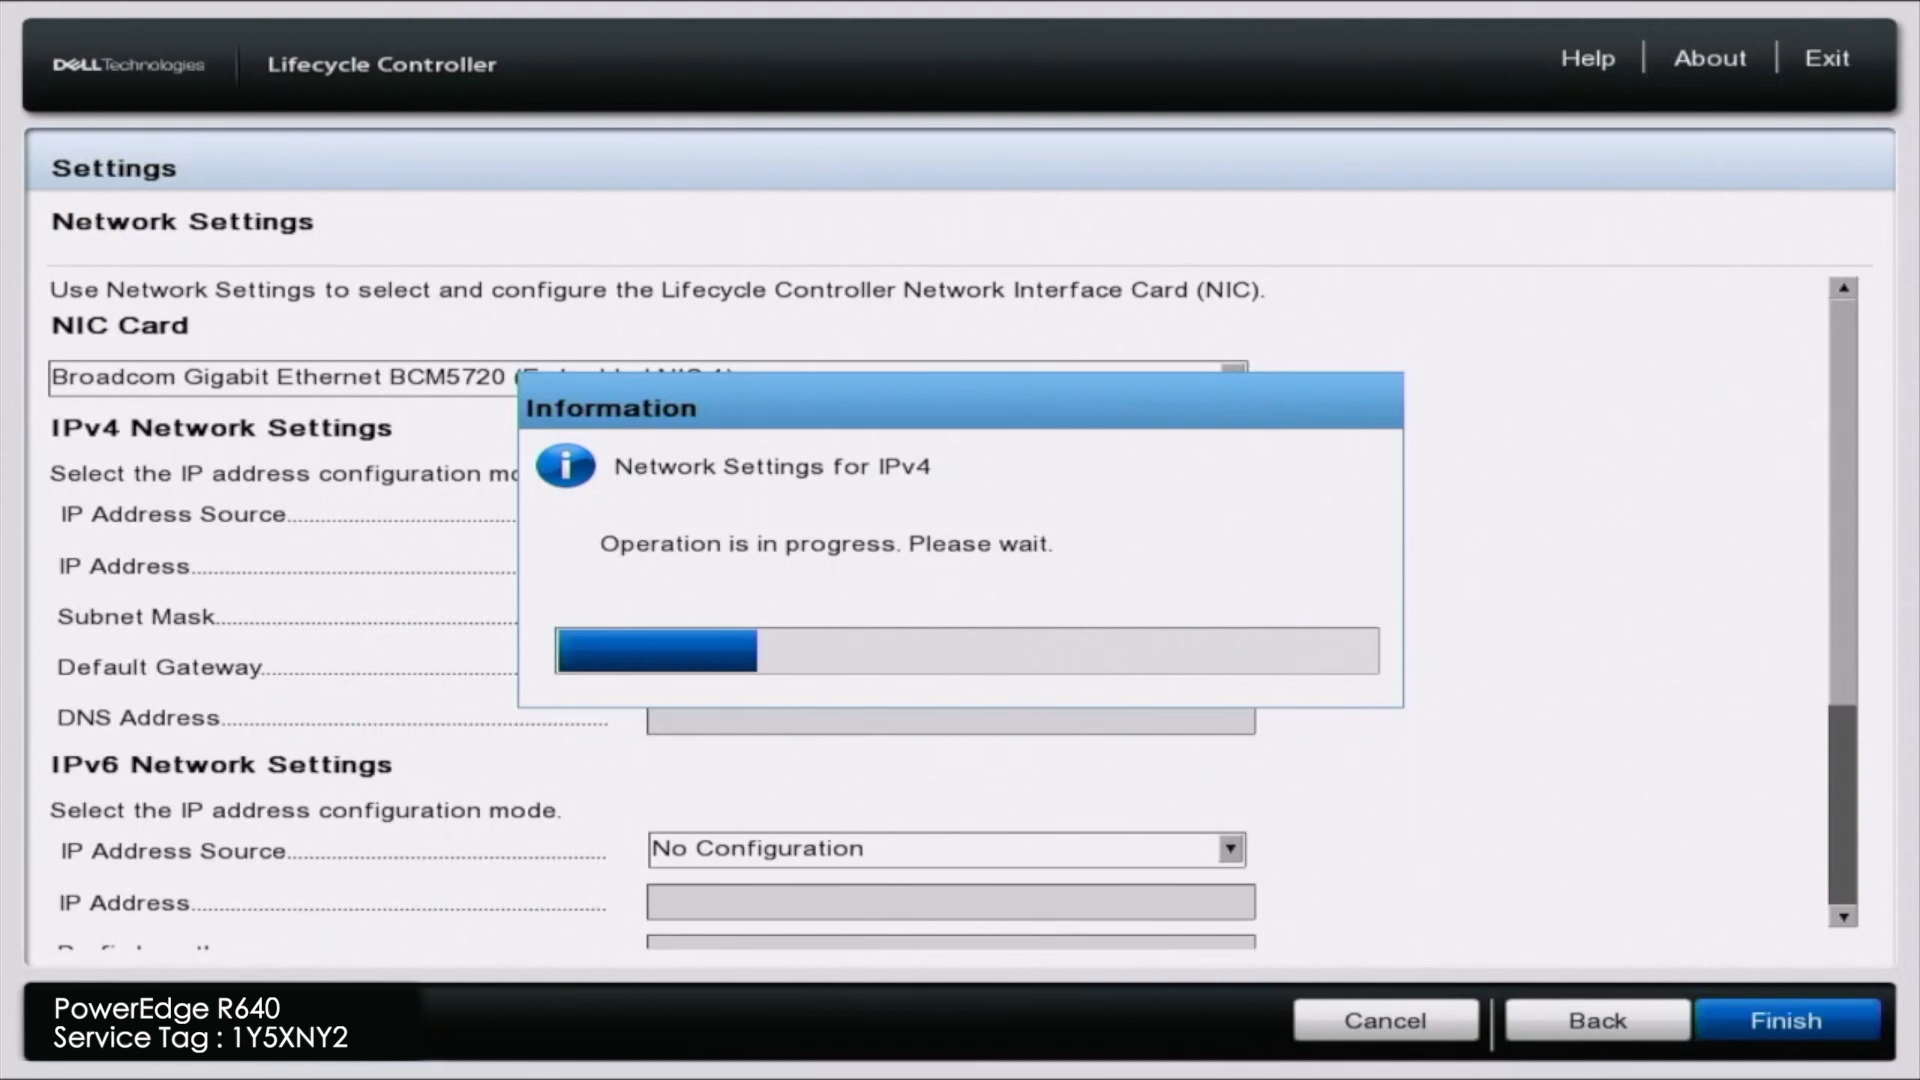 DELL Technologies
Lifecycle Controller
Help
About
Exit
Settings
Network Settings
Use Network Settings to select and configure the Lifecycle Controller Network Interface Card (NIC).
NIC Card
Broadcom Gigabit Ethernet BCM5720
IPv4 Network Settings
Select the IP address configuration
IP Address Source
IP Address
Subnet Mask
Default Gateway
DNS Address
Information
Network Settings for IPv4
Operation is in progress. Please wait.
IPv6 Network Settings
Select the IP address configuration mode.
IP Address Source
No Configuration
IP Address
PowerEdge R640
Service Tag : 1Y5XNY2
Cancel
Back
Finish